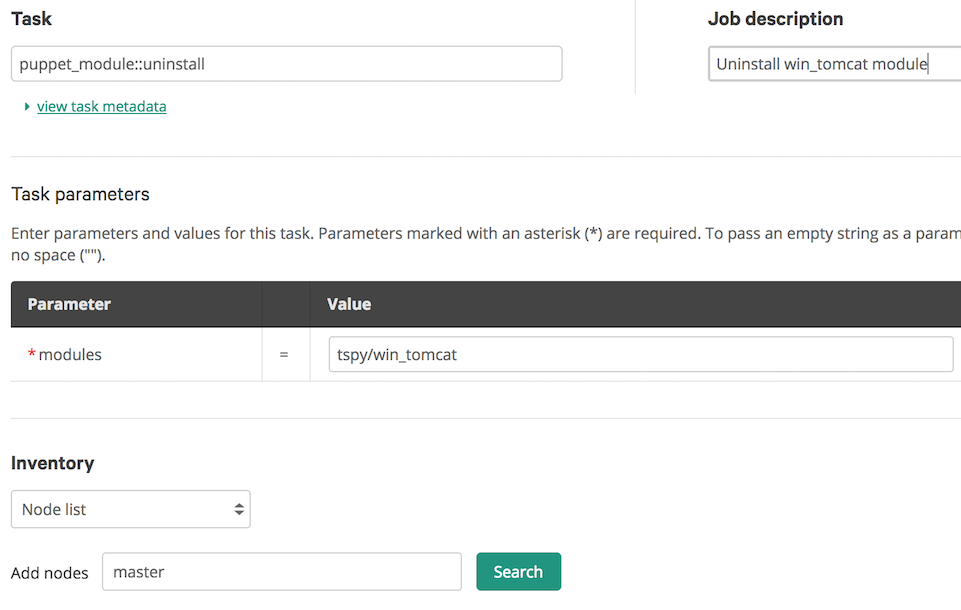 Task
Job description
puppet_module::uninstall
Uninstall win_tomcat module
view task metadata
Task parameters
Enter parameters and values for this task. Parameters marked with an asterisk (*) are required. To pass an empty string as a param
no space ("").
Parameter
Value
* modules
=
tspy/win_tomcat
Inventory
Node list
Add nodes
master
Search